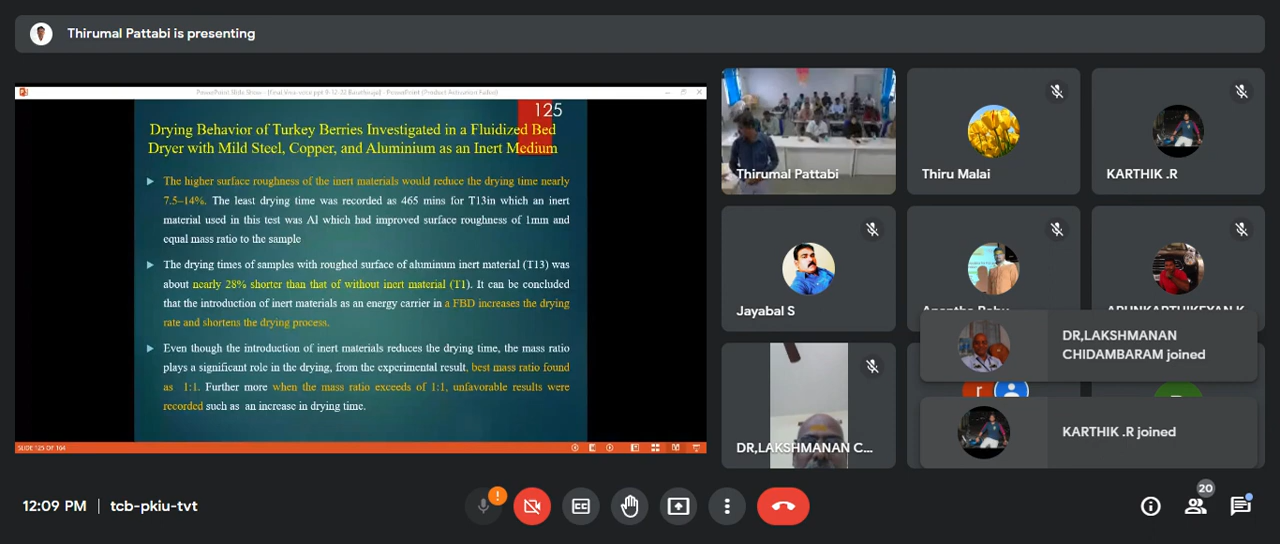 Thirumal Pattabi is presenting
125
Drying Behavior of Turkey Berries Investigated in a Fluidized Bed
Dryer with Mild Steel, Copper, and Aluminium as an Inert Medium
The higher surface roughness of the inert materials would reduce the drying time nearly
7.5–14%. The least drying time was recorded as 465 mins for T13in which an inert
material used in this test was Al which had improved surface roughness of 1mm and
equal mass ratio to the sample
The drying times of samples with roughed surface of aluminum inert material (T13) was
about nearly 28% shorter than that of without inert material (T1). It can be concluded
that the introduction of inert materials as an energy carrier in a FBD increases the drying
rate and shortens the drying process.
Even though the introduction of inert materials reduces the drying time, the mass ratio
plays a significant role in the drying, from the experimental result, best mass ratio found
as 1:1. Further more when the mass ratio exceeds of 1:1, unfavorable results were
recorded such as an increase in drying time.
SLIDE 125 OF 164
Thirumal Pattabi
Thiru Malai
KARTHIK .R
Jayabal S
DR,LAKSHMANAN C...
DR,LAKSHMANAN
CHIDAMBARAM joined
KARTHIK .R joined
12:09 PM | tcb-pkiu-tvt
CC
20